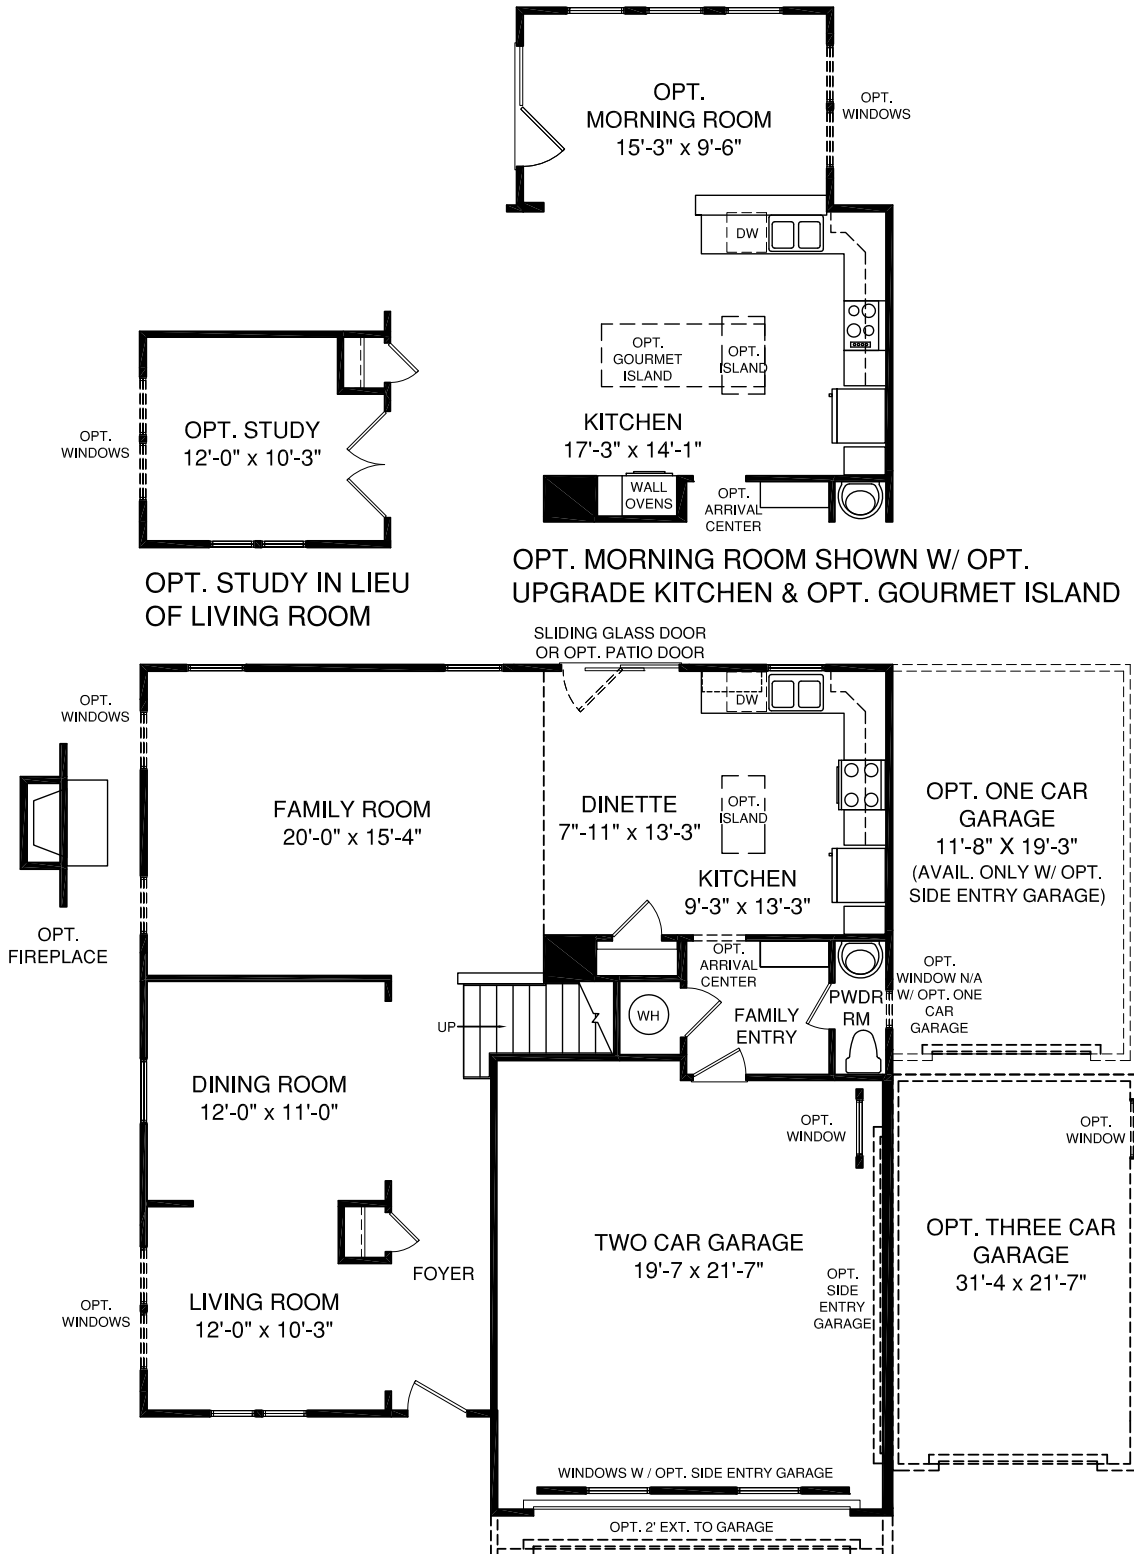 OPT.
MORNING ROOM
15'-3" x 9'-6"
OPT.
WINDOWS
DW
OPT.
GOURMET
ISLAND
OPT.
ISLAND
KITCHEN
17'-3" x 14'-1"
WALL
OVENS
OPT.
ARRIVAL
CENTER
OPT. MORNING ROOM SHOWN W/ OPT.
UPGRADE KITCHEN & OPT. GOURMET ISLAND
OPT.
WINDOWS
OPT. STUDY
12'-0" x 10'-3"
OPT. STUDY IN LIEU
OF LIVING ROOM
SLIDING GLASS DOOR
OR OPT. PATIO DOOR
OPT.
WINDOWS
OPT.
FIREPLACE
FAMILY ROOM
20'-0" x 15'-4"
DINETTE
7"-11" x 13'-3"
DW
OPT.
ISLAND
KITCHEN
9'-3" x 13'-3"
OPT. ONE CAR
GARAGE
11'-8" X 19'-3"
(AVAIL. ONLY W/ OPT.
SIDE ENTRY GARAGE)
OPT.
ARRIVAL
CENTER
OPT.
WINDOW N/A
W/ OPT. ONE
CAR
GARAGE
UP
Z
WH
FAMILY
ENTRY
PWDR
RM
DINING ROOM
12'-0" x 11'-0"
OPT.
WINDOW
OPT.
WINDOW
TWO CAR GARAGE
19'-7 x 21'-7"
OPT.
SIDE
ENTRY
GARAGE
OPT. THREE CAR
GARAGE
31'-4 x 21'-7"
FOYER
OPT.
WINDOWS
LIVING ROOM
12'-0" x 10'-3"
WINDOWS W / OPT. SIDE ENTRY GARAGE
OPT. 2' EXT. TO GARAGE